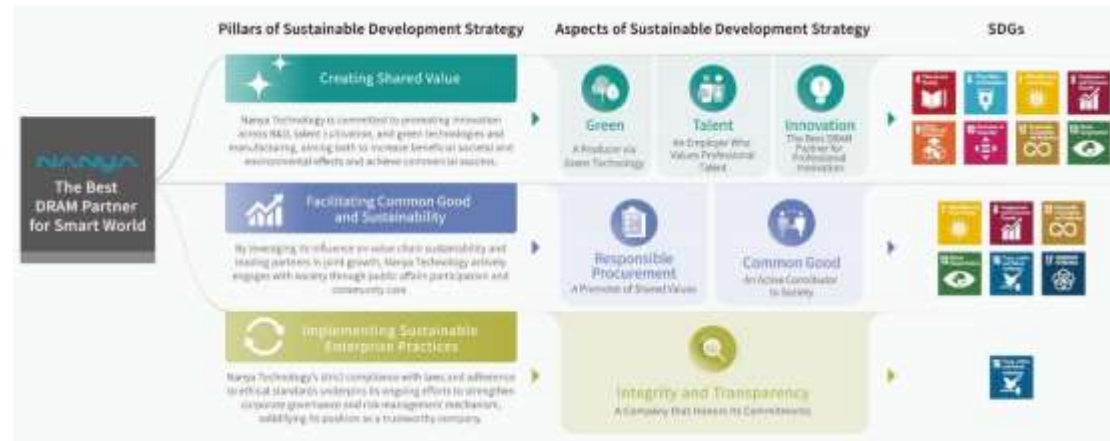 Pillars of Sustainable Development Strategy
Aspects of Sustainable Development Strategy
SDGs
NANYA
The Best
DRAM Partner
for Smart World
Creating Shared Value
Nanya Technology is committed to promoting innovation
across R&D, talent cultivation, and green technologies and
manufacturing, aiming both to increase beneficial societal and
environmental effects and achieve commercial success.
Green
A Producer via
Green Technology
Talent
An Employer Who
Values Professional
Talent
Innovation
The Best DRAM
Partner for
Professional
Innovation
Facilitating Common Good
and Sustainability
By leveraging its influence on value chain sustainability and
leading partners in joint growth, Nanya Technology actively
engages with society through public affairs participation and
community care.
Responsible
Procurement
A Promoter of Shared Values
Common Good
An Active Contributor
to Society
Implementing Sustainable
Enterprise Practices
Nanya Technology's strict compliance with laws and adherence
to ethical standards underpins its ongoing efforts to strengthen
corporate governance and risk management mechanism,
solidifying its position as a trustworthy company.
Integrity and Transparency
A Company that Honors Its Commitments